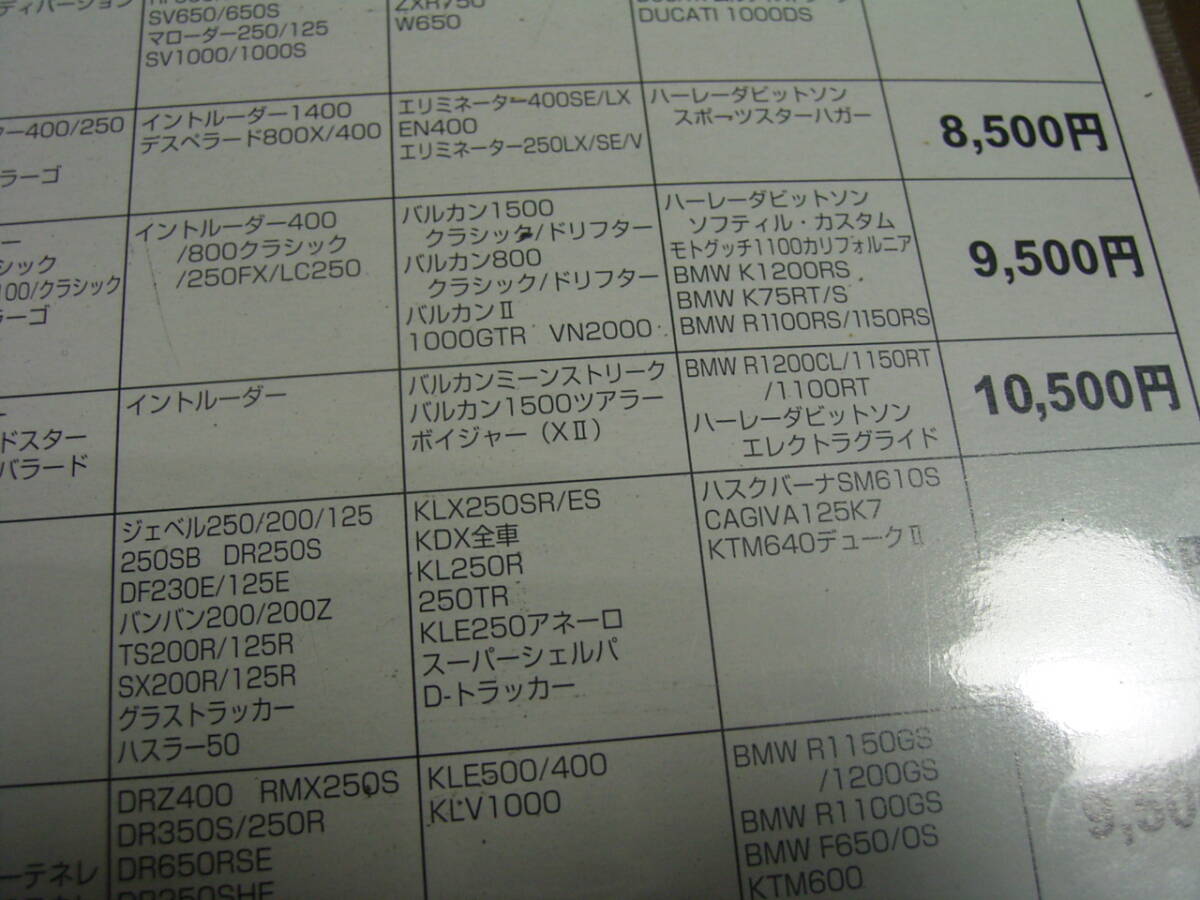 ディバージョン
SV650/650S
マローダー250/125
SV1000/1000S
ZXR750
W650
DUCATI 1000DS
ター400/250
ラーゴ
イントルーダー1400
デスペラード800X/400
エリミネーター400SE/LX
EN400
エリミネーター250LX/SE/V
ハーレーダビットソン
スポーツスターハガー
8,500円
ー
シック
100/クラシック
ラーゴ
イントルーダー400
/800クラシック
/250FX/LC250
バルカン1500
クラシック/ドリフター
バルカン800
クラシック/ドリフター
バルカンⅡ
1000GTR VN2000
ハーレーダビットソン
ソフティル・カスタム
モトグッチ1100カリフォルニア
BMW K1200RS
BMW K75RT/S
BMW R1100RS/1150RS
9,500円
ー
ドスター
バラード
イントルーダー
バルカンミーンストリーク
バルカン1500ツアラー
ボイジャー(XⅡ)
BMW R1200CL/1150RT
/1100RT
ハーレーダビットソン
エレクトラグライド
10,500円
ジェベル250/200/125
250SB DR250S
DF230E/125E
バンバン200/200Z
TS200R/125R
SX200R/125R
グラストラッカー
ハスラー50
KLX250SR/ES
KDX全車
KL250R
250TR
KLE250アネーロ
スーパーシェルパ
D-トラッカー
ハスクバーナSM610S
CAGIVA125K7
KTM640デュークⅡ
ーテネレ
DRZ400 RMX250S
DR350S/250R
DR650RSE
DR250SHE
KLE500/400
KLV1000
BMW R1150GS
/1200GS
BMW R1100GS
BMW F650/0S
KTM600